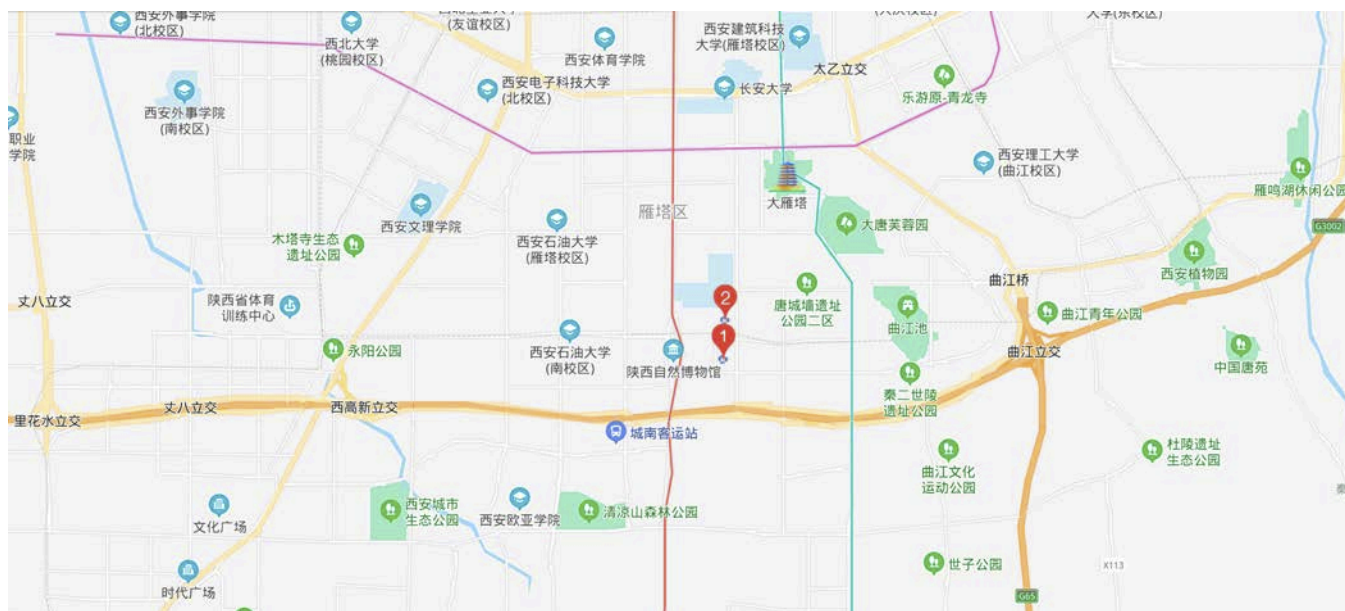 西安外事学院
(北校区)
西北大学
(桃园校区)
(友谊校区)
西安体育学院
西安建筑科技
大学(雁塔校区)
大学(东校区)
太乙立交
西安电子科技大学
(北校区)
长安大学
乐游原-青龙寺
西安外事学院
(南校区)
职业
学院
西安理工大学
(曲江校区)
雁鸣湖休闲公园
大雁塔
雁塔区
西安文理学院
大唐芙蓉园
G3002
木塔寺生态
遗址公园
西安石油大学
(雁塔校区)
西安植物园
曲江桥
丈八立交
陕西省体育
训练中心
2
唐城墙遗址
公园二区
曲江池
曲江青年公园
1
永阳公园
西安石油大学
(南校区)
陕西自然博物馆
曲江立交
中国唐苑
秦二世陵
遗址公园
丈八立交
西高新立交
里花水立交
城南客运站
曲江文化
运动公园
杜陵遗址
生态公园
西安城市
生态公园
西安欧亚学院
清凉山森林公园
文化广场
世子公园
X113
时代广场
G65